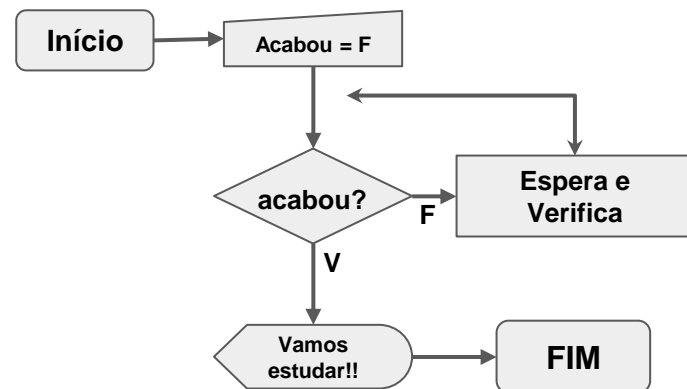 Início
Acabou = F
acabou?
F
Espera e
Verifica
V
Vamos
estudar!!
FIM